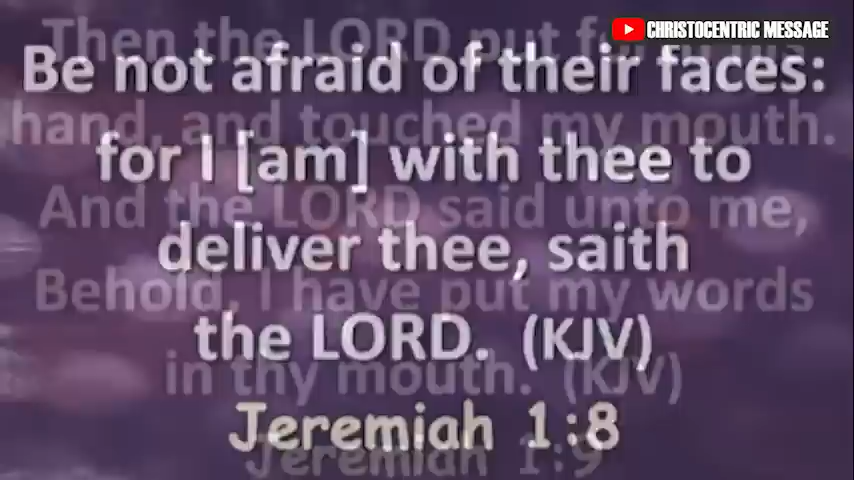 CHRISTOCENTRIC MESSAGE
Be not afraid of their faces:
for I [am] with thee to
deliver thee, saith
the LORD. (KJV)
Jeremiah 1:8
Then the LORD put forth his
hand, and touched my mouth.
And the LORD said unto me,
Behold, I have put my words
in thy mouth. (KJV)
Jeremiah 1:9